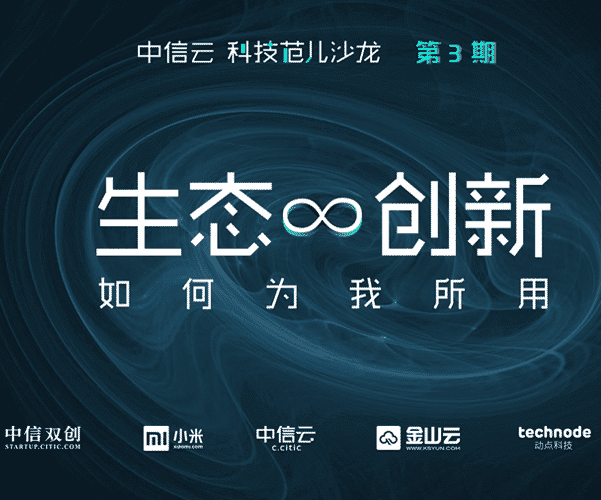 中信云 科技范儿沙龙 第3期
生态∞创新
如何为我所用
中信双创 小米 中信云 金山云 technode
STARTUP.CITIC.COM xiaomi.com c.citic WWW.KSYUN.COM 动点科技